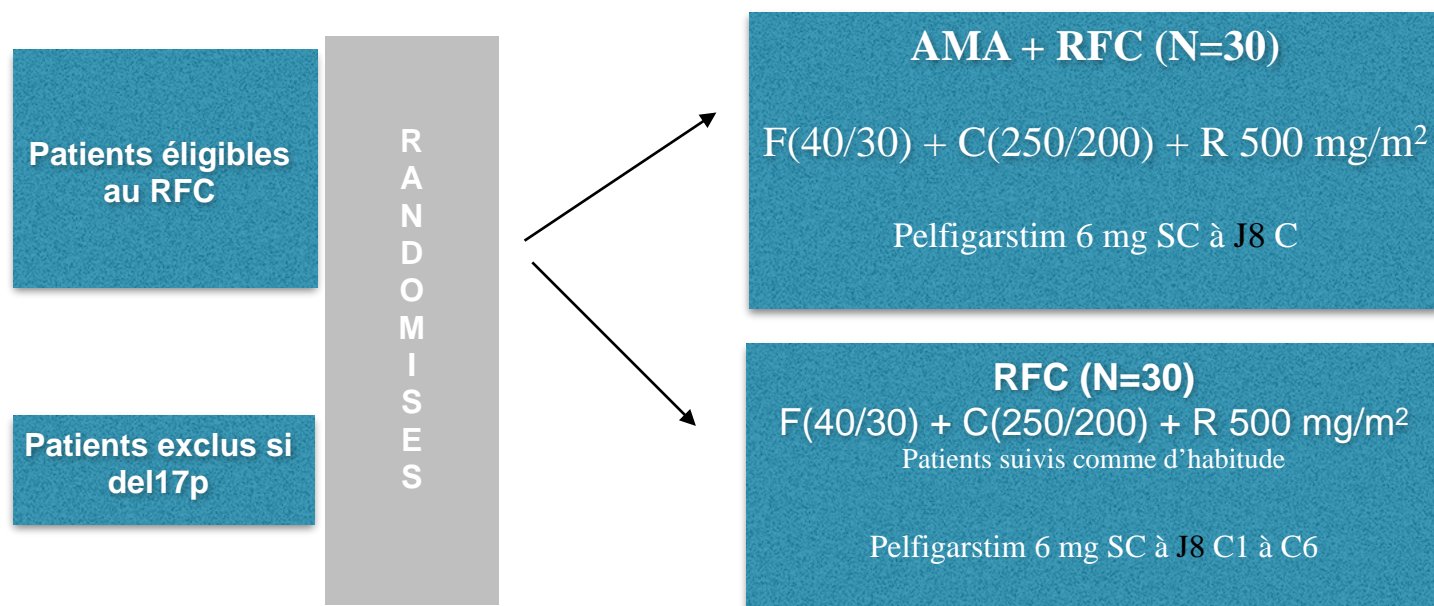 Patients éligibles
au RFC
Patients exclus si
del17p
R
A
N
D
O
M
I
S
E
S
AMA + RFC (N=30)
F(40/30) + C(250/200) + R 500 mg/m²
Pelfigarstim 6 mg SC à J8 C
RFC (N=30)
F(40/30) + C(250/200) + R 500 mg/m²
Patients suivis comme d'habitude
Pelfigarstim 6 mg SC à J8 C1 à C6